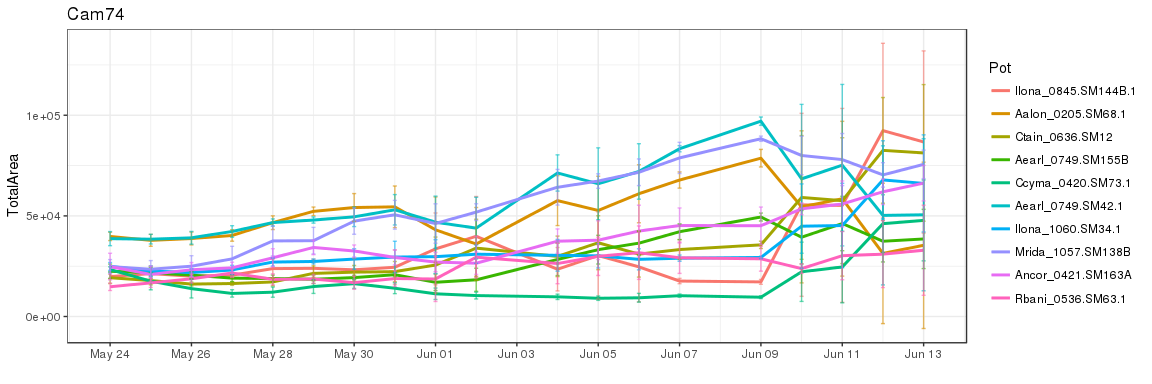 Cam74
TotalArea
1e+05
5e+04
0e+00
May 24 May 26 May 28 May 30 Jun 01 Jun 03 Jun 05 Jun 07 Jun 09 Jun 11 Jun 13
Pot
Ilona_0845.SM144B.1
Aalon_0205.SM68.1
Ctain_0636.SM12
Aearl_0749.SM155B
Ccyma_0420.SM73.1
Aearl_0749.SM42.1
Ilona_1060.SM34.1
Mrida_1057.SM138B
Ancor_0421.SM163A
Rbani_0536.SM63.1